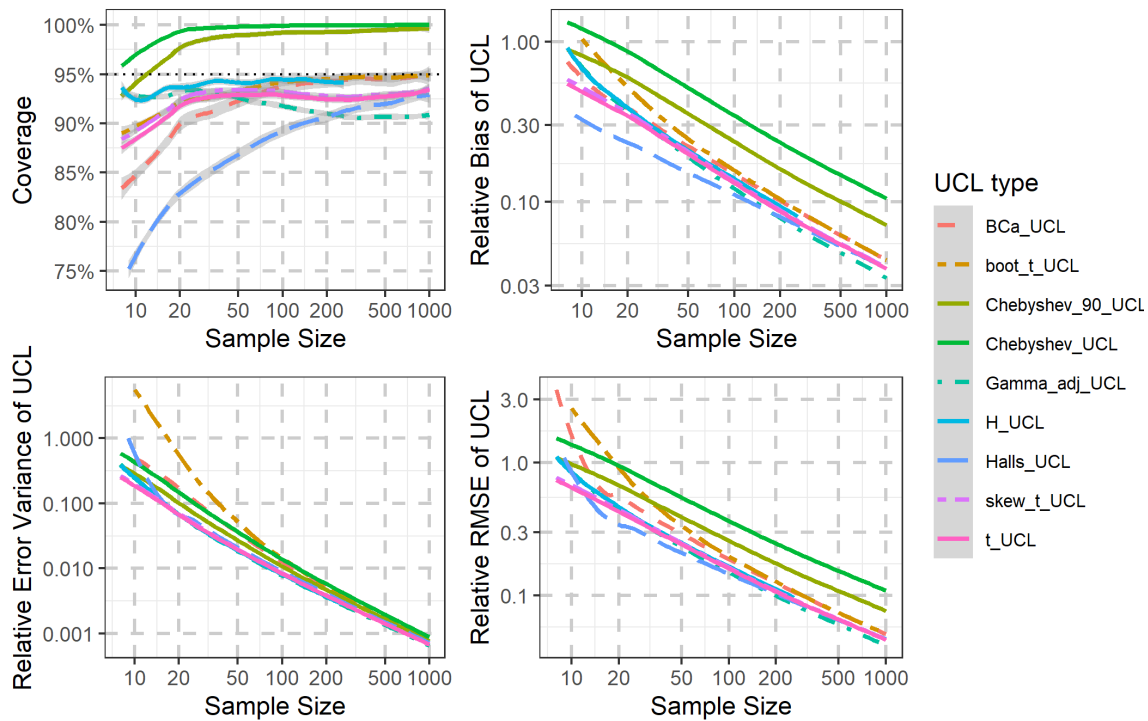 100%
95%
90%
85%
80%
75%
Coverage
10 20 50 100 200 500 1000
Sample Size
1.00
0.30
0.10
0.03
Relative Bias of UCL
10 20 50 100 200 500 1000
Sample Size
1.000
0.100
0.010
0.001
Relative Error Variance of UCL
10 20 50 100 200 500 1000
Sample Size
3.0
1.0
0.3
0.1
Relative RMSE of UCL
10 20 50 100 200 500 1000
Sample Size
UCL type
BCa_UCL
boot_t_UCL
Chebyshev_90_UCL
Chebyshev_UCL
Gamma_adj_UCL
H_UCL
Halls_UCL
skew_t_UCL
t_UCL